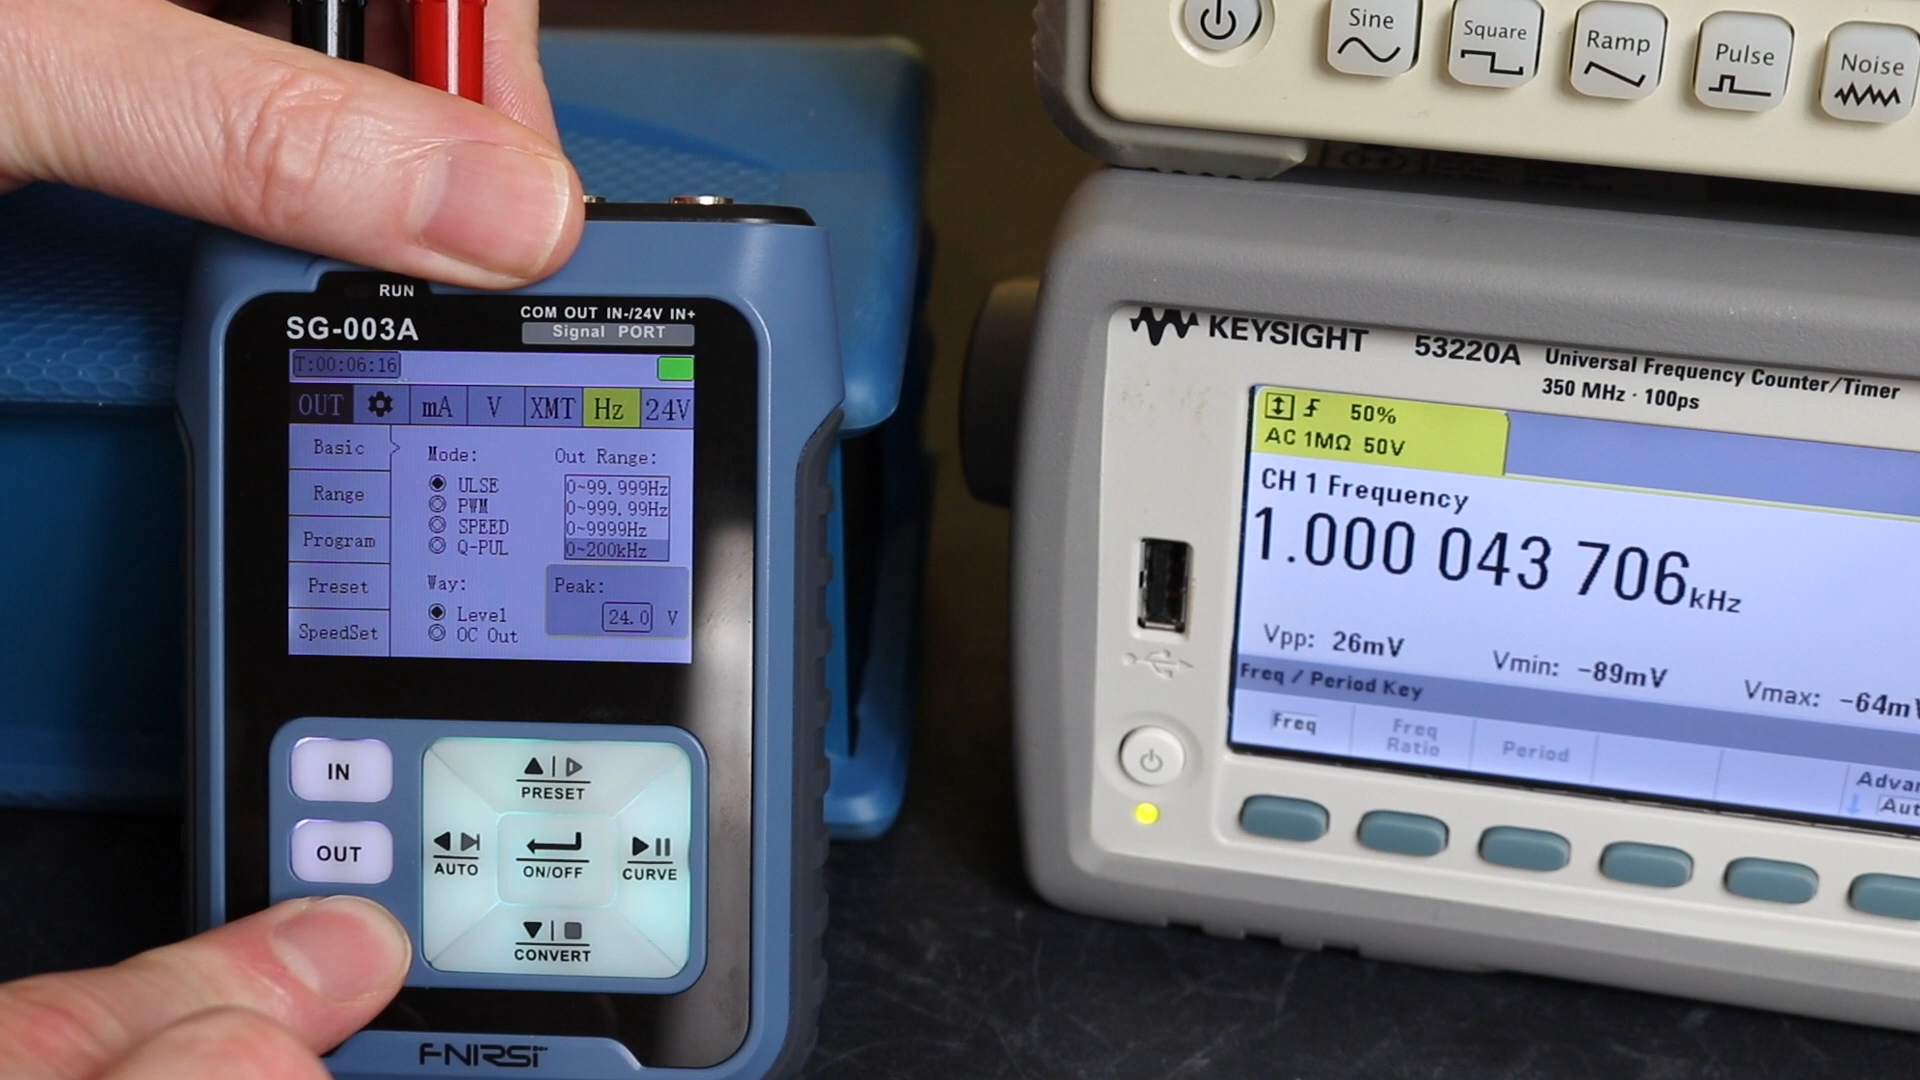 Sine
Square
Ramp
Pulse
Noise
RUN
SG-003A
COM OUT IN-/24V IN+
Signal PORT
T:00:06:16
OUT mA V XMT Hz 24V
Basic
Range
Program
Preset
SpeedSet
Mode:
ULSE
PWM
SPEED
Q-PUL
Way:
Level
OC Out
Out Range:
0~99.999Hz
0~999.99Hz
0~9999Hz
0~200kHz
Peak:
24.0 V
IN
OUT
PRESET
AUTO
ON/OFF
CURVE
CONVERT
FNIRSI
KEYSIGHT 53220A Universal Frequency Counter/Timer
350 MHz · 100ps
50%
AC 1MΩ 50V
CH 1 Frequency
1.000 043 706kHz
Vpp: 26mV Vmin: -89mV Vmax: -64mV
Freq / Period Key
Freq
Freq
Ratio
Period
Advan
Aut